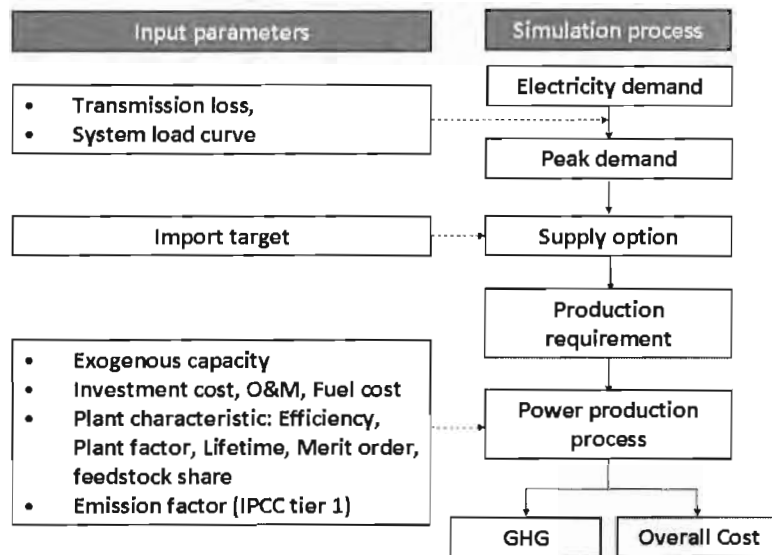 Input parameters
Simulation process
Electricity demand
• Transmission loss,
• System load curve
Peak demand
Import target
Supply option
Production
requirement
• Exogenous capacity
• Investment cost, O&M, Fuel cost
• Plant characteristic: Efficiency,
Plant factor, Lifetime, Merit order,
feedstock share
• Emission factor (IPCC tier 1)
Power production
process
GHG
Overall Cost